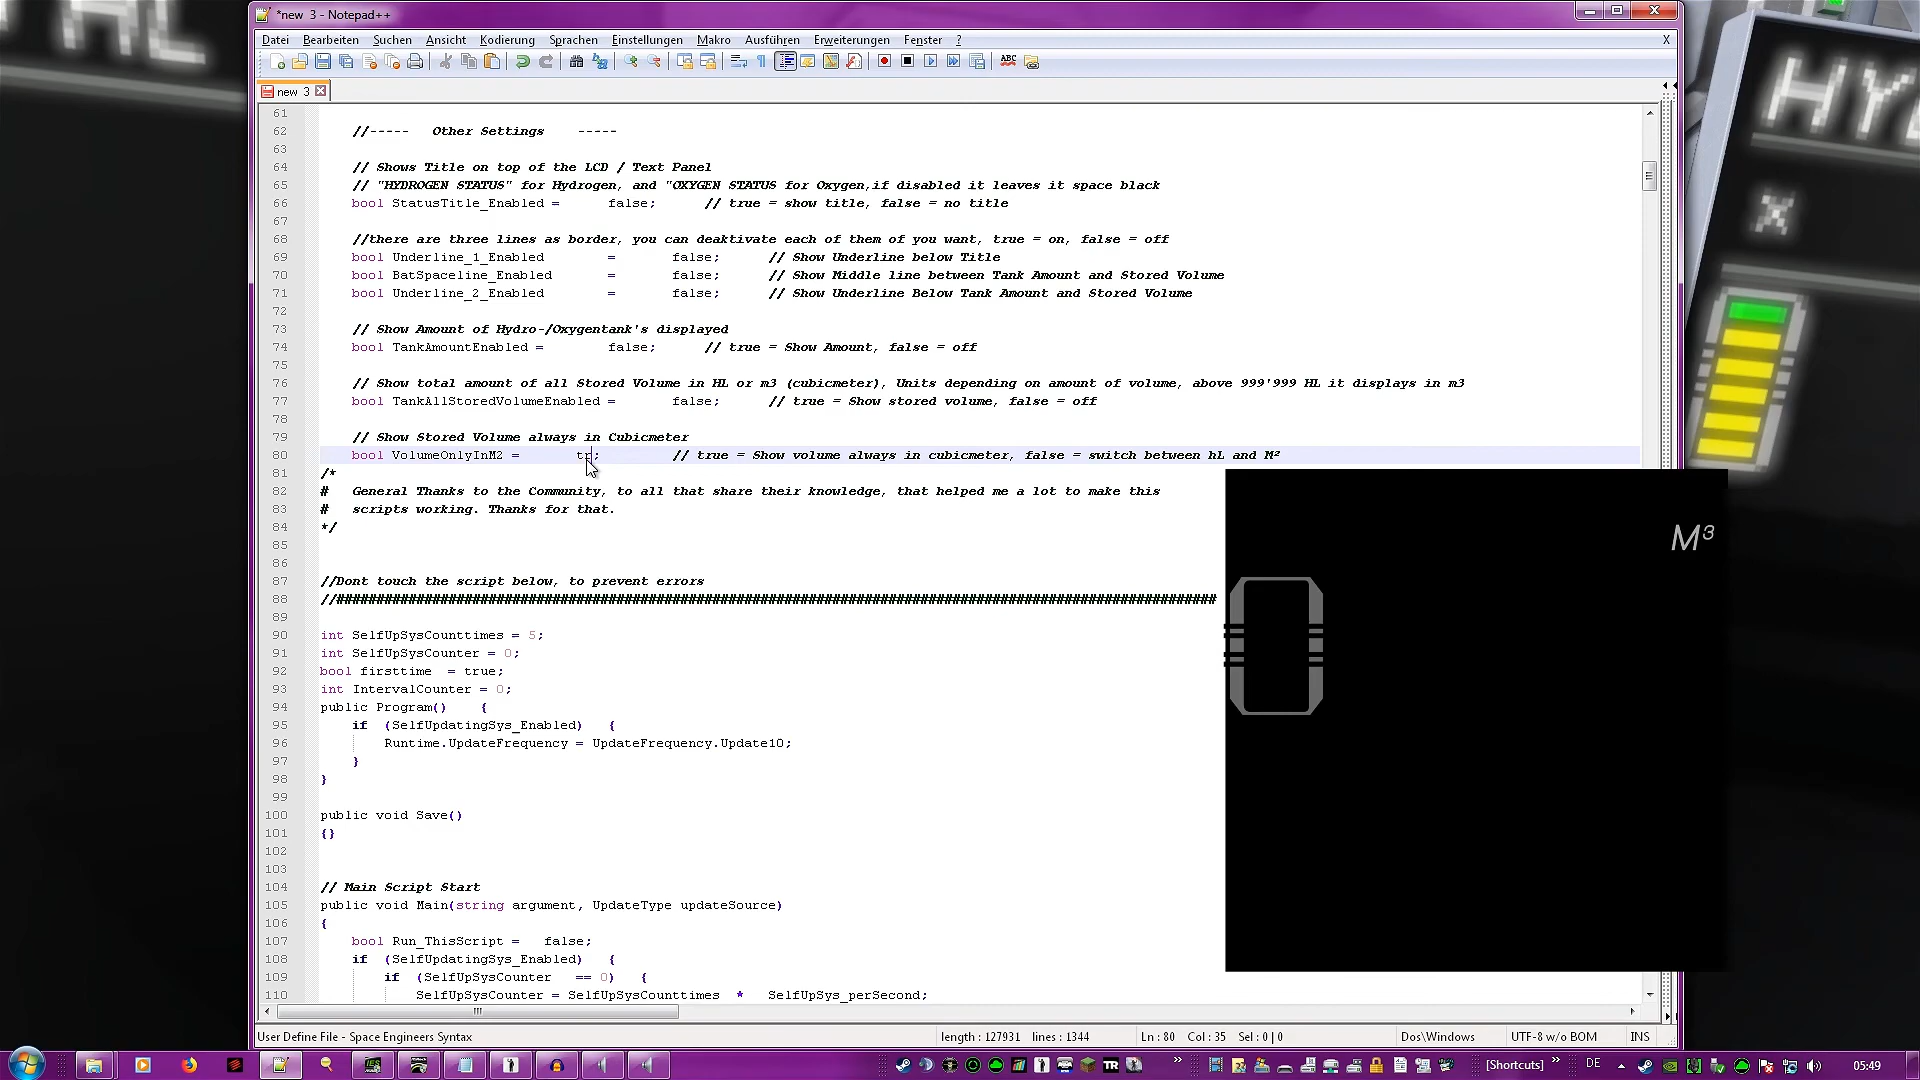 *new 3 - Notepad++
Datei Bearbeiten Suchen Ansicht Kodierung Sprachen Einstellungen Makro Ausführen Erweiterungen Fenster ? X
new 3
61
62 //----- Other Settings -----
63
64 // Shows Title on top of the LCD / Text Panel
65 // "HYDROGEN STATUS" for Hydrogen, and "OXYGEN STATUS for Oxygen,if disabled it leaves it space black
66 bool StatusTitle_Enabled = false; // true = show title, false = no title
67
68 //there are three lines as border, you can deaktivate each of them of you want, true = on, false = off
69 bool Underline_1_Enabled = false; // Show Underline below Title
70 bool BatSpaceline_Enabled = false; // Show Middle line between Tank Amount and Stored Volume
71 bool Underline_2_Enabled = false; // Show Underline Below Tank Amount and Stored Volume
72
73 // Show Amount of Hydro-/Oxygentank's displayed
74 bool TankAmountEnabled = false; // true = Show Amount, false = off
75
76 // Show total amount of all Stored Volume in HL or m3 (cubicmeter), Units depending on amount of volume, above 999'999 HL it displays in m3
77 bool TankAllStoredVolumeEnabled = false; // true = Show stored volume, false = off
78
79 // Show Stored Volume always in Cubicmeter
80 bool VolumeOnlyInM2 = tr; // true = Show volume always in cubicmeter, false = switch between hL and M²
81 /*
82 # General Thanks to the Community, to all that share their knowledge, that helped me a lot to make this
83 # scripts working. Thanks for that.
84 */
85
86
87 //Dont touch the script below, to prevent errors
88 //##############################################################################################################
89
90 int SelfUpSysCounttimes = 5;
91 int SelfUpSysCounter = 0;
92 bool firsttime = true;
93 int IntervalCounter = 0;
94 public Program() {
95 if (SelfUpdatingSys_Enabled) {
96 Runtime.UpdateFrequency = UpdateFrequency.Update10;
97 }
98 }
99
100 public void Save()
101 {}
102
103
104 // Main Script Start
105 public void Main(string argument, UpdateType updateSource)
106 {
107 bool Run_ThisScript = false;
108 if (SelfUpdatingSys_Enabled) {
109 if (SelfUpSysCounter == 0) {
110 SelfUpSysCounter = SelfUpSysCounttimes * SelfUpSys_perSecond;
M³
HL
HY
x
User Define File - Space Engineers Syntax length : 127931 lines : 1344 Ln : 80 Col : 35 Sel : 0 | 0 Dos\Windows UTF-8 w/o BOM INS
[Shortcuts] DE 05:49